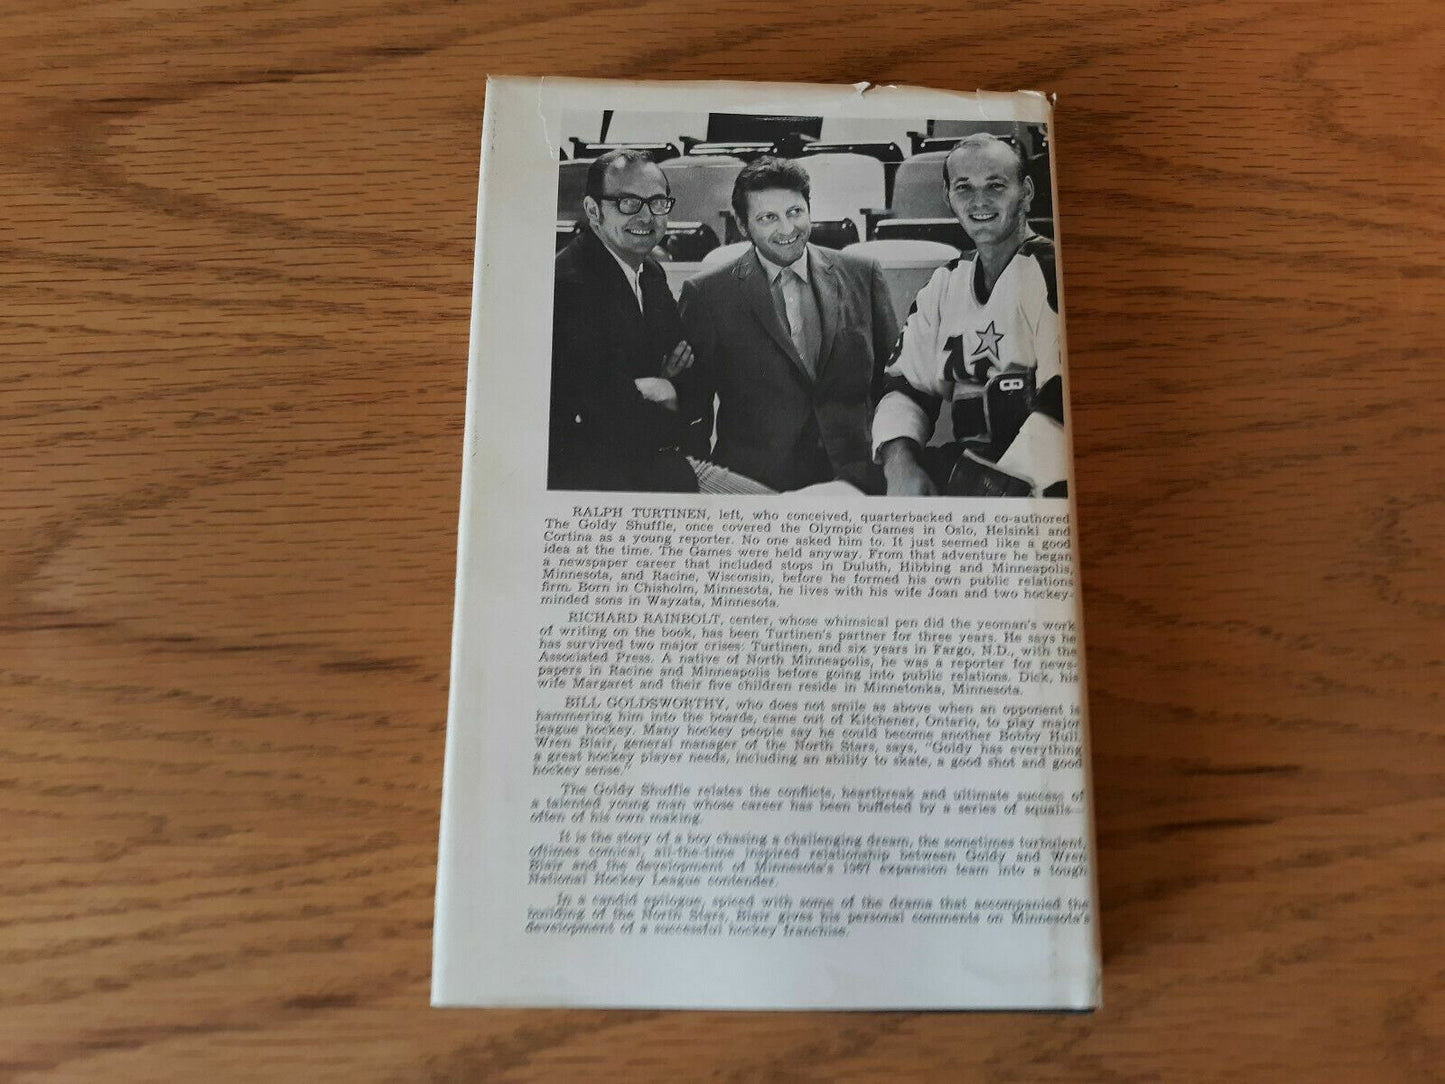 8
RALPH TURTINEN, left, who conceived, quarterbacked and co-authored
The Goldy Shuffle, once covered the Olympic Games in Oslo, Helsinki and
Cortina as a young reporter. No one asked him to. It just seemed like a good
idea at the time. The Games were held anyway. From that adventure he began
a newspaper career that included stops in Duluth, Hibbing and Minneapolis,
Minnesota, and Racine, Wisconsin, before he formed his own public relations
firm. Born in Chisholm, Minnesota, he lives with his wife Joan and two hockey-
minded sons in Wayzata, Minnesota.
RICHARD RAINBOLT, center, whose whimsical pen did the yeoman's work
of writing on the book, has been Turtinen's partner for three years. He says he
has survived two major crises: Turtinen, and six years in Fargo, N.D., with the
Associated Press. A native of North Minneapolis, he was a reporter for news-
papers in Racine and Minneapolis before going into public relations. Dick, his
wife Margaret and their five children reside in Minnetonka, Minnesota.
BILL GOLDSWORTHY, who does not smile as above when an opponent is
hammering him into the boards, came out of Kitchener, Ontario, to play major
league hockey. Many hockey people say he could become another Bobby Hull.
Wren Blair, general manager of the North Stars, says, "Goldy has everything
a great hockey player needs, including an ability to skate, a good shot and good
hockey sense."
The Goldy Shuffle relates the conflicts, heartbreak and ultimate success of
a talented young man whose career has been buffeted by a series of squalls—
often of his own making.
It is the story of a boy chasing a challenging dream, the sometimes turbulent,
oftimes comical, all-the-time inspired relationship between Goldy and Wren
Blair and the development of Minnesota's 1967 expansion team into a tough
National Hockey League contender.
In a candid epilogue, spiced with some of the drama that accompanied the
building of the North Stars, Blair gives his personal comments on Minnesota's
development of a successful hockey franchise.